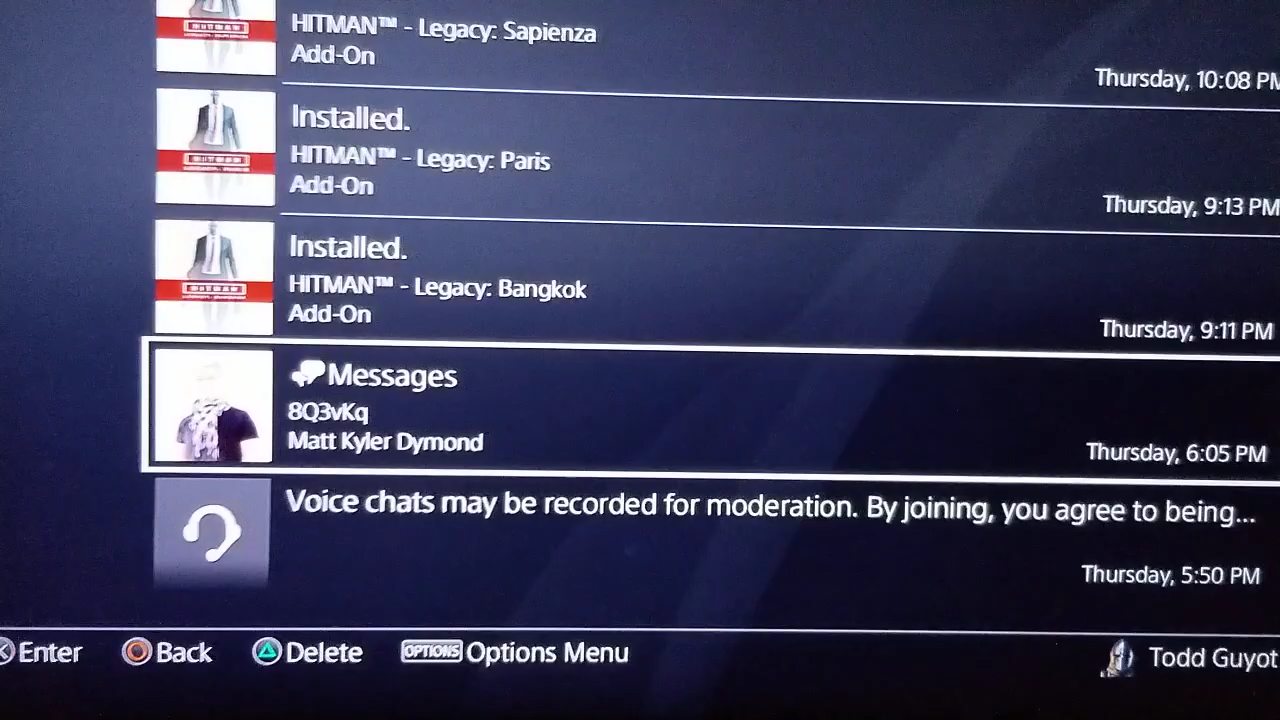 HITMAN™ - Legacy: Sapienza
Add-On
Thursday, 10:08 PM
Installed.
HITMAN™ - Legacy: Paris
Add-On
Thursday, 9:13 PM
Installed.
HITMAN™ - Legacy: Bangkok
Add-On
Thursday, 9:11 PM
Messages
8Q3vKq
Matt Kyler Dymond
Thursday, 6:05 PM
Voice chats may be recorded for moderation. By joining, you agree to being...
Thursday, 5:50 PM
Enter Back Delete OPTIONS Options Menu Todd Guyot